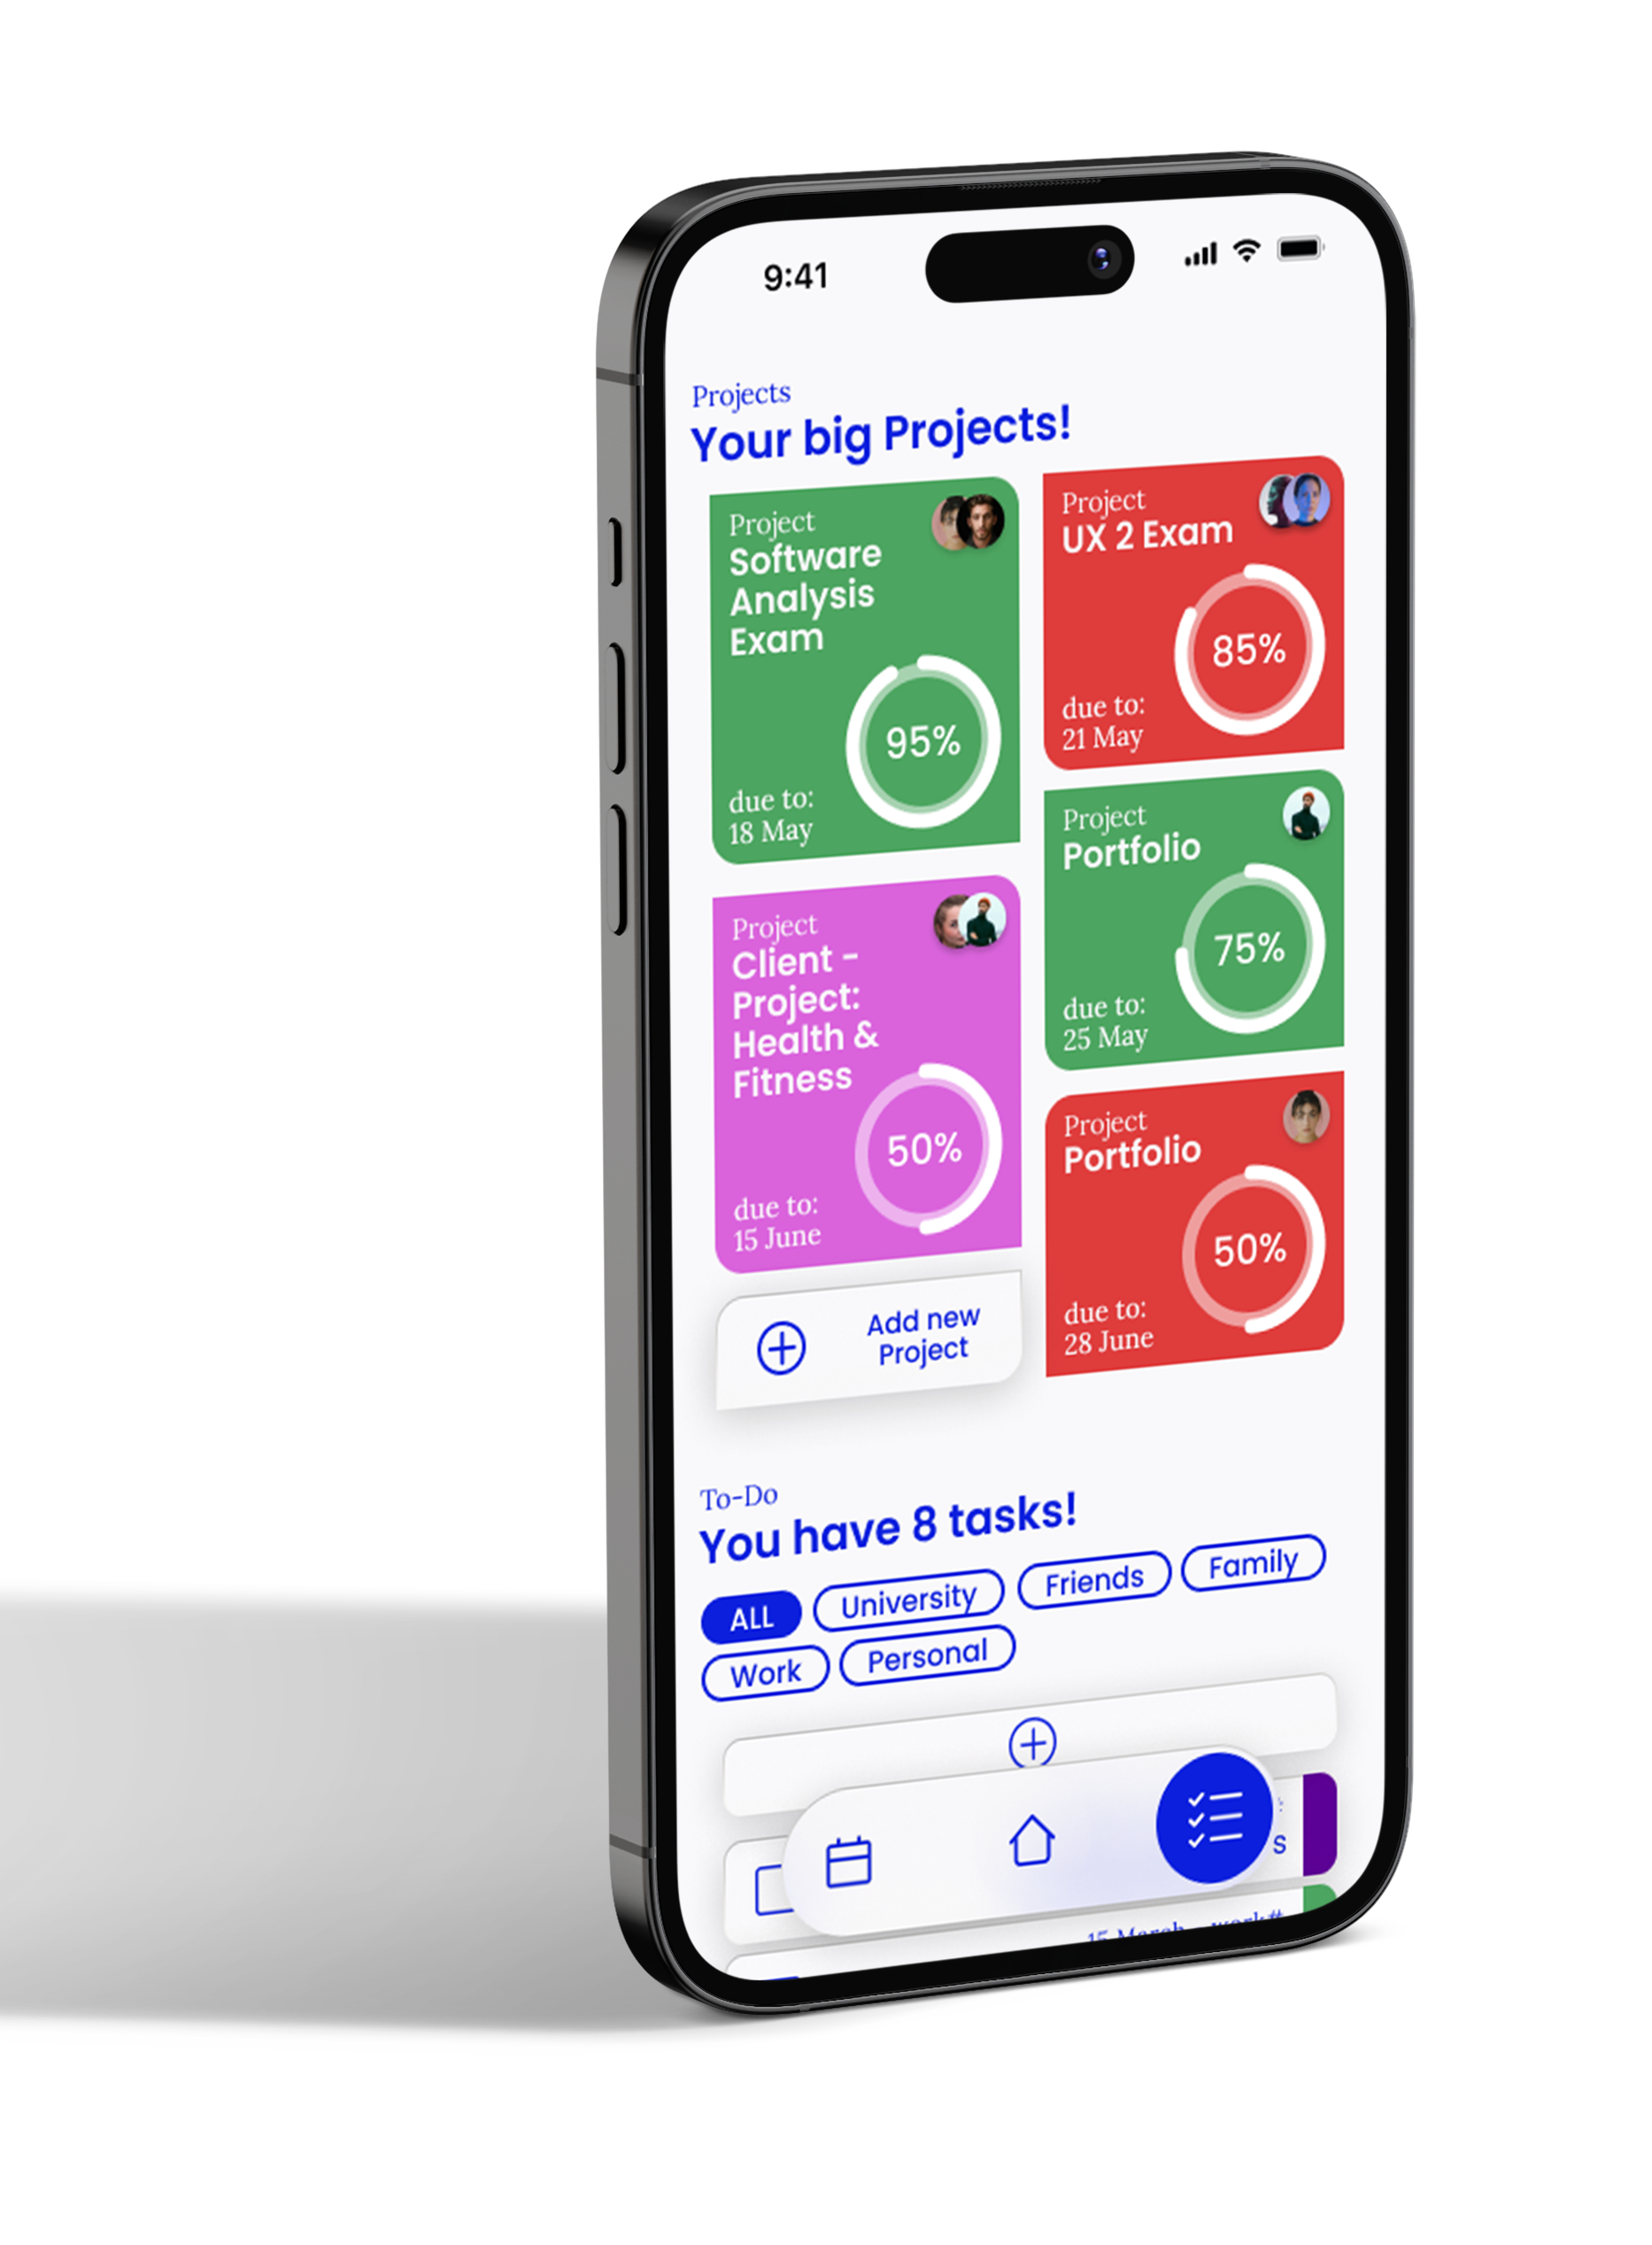 9:41
Projects
Your big Projects!
Project
Software
Analysis
Exam
95%
due to:
18 May
Project
UX 2 Exam
85%
due to:
21 May
Project
Client -
Project:
Health &
Fitness
50%
due to:
15 June
Project
Portfolio
75%
due to:
25 May
Project
Portfolio
50%
due to:
28 June
Add new
Project
To-Do
You have 8 tasks!
ALL
University
Friends
Family
Work
Personal
s
15 March - work#